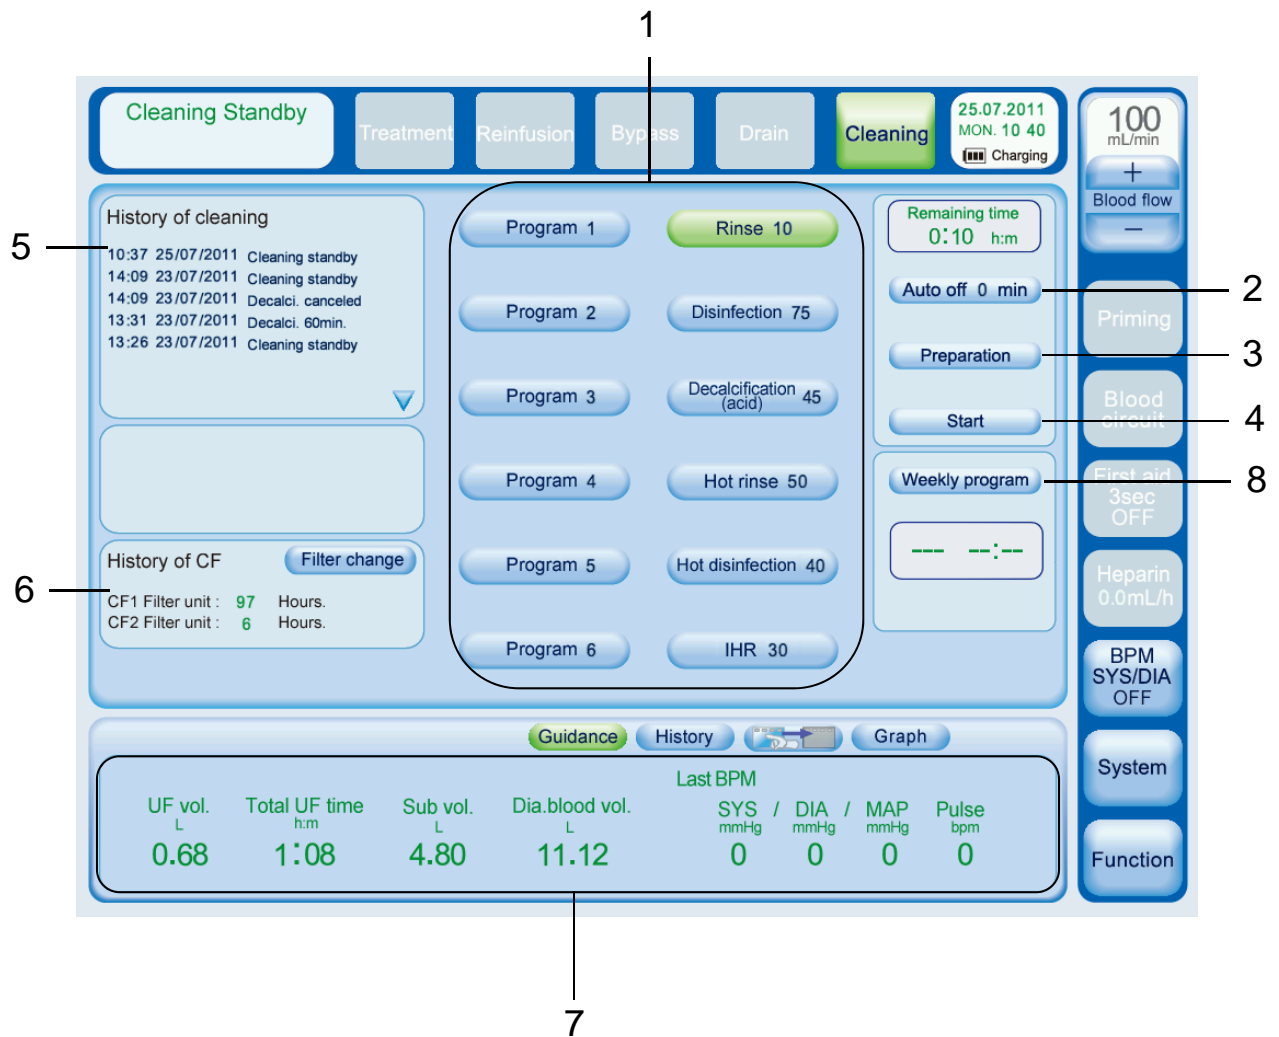 1
Cleaning Standby
Treatment
Reinfusion
Bypass
Drain
Cleaning
25.07.2011
MON. 10 40
Charging
100
mL/min
+
Blood flow
−
History of cleaning
10:37 25/07/2011 Cleaning standby
14:09 23/07/2011 Cleaning standby
14:09 23/07/2011 Decalci. canceled
13:31 23/07/2011 Decalci. 60min.
13:26 23/07/2011 Cleaning standby
5
History of CF
Filter change
CF1 Filter unit : 97 Hours.
CF2 Filter unit : 6 Hours.
6
Program 1
Rinse 10
Program 2
Disinfection 75
Program 3
Decalcification
(acid) 45
Program 4
Hot rinse 50
Program 5
Hot disinfection 40
Program 6
IHR 30
Remaining time
0:10 h:m
Auto off 0 min
2
Preparation
3
Start
4
Weekly program
8
--- --:--
Priming
Blood
circuit
First aid
3sec
OFF
Heparin
0.0mL/h
BPM
SYS/DIA
OFF
System
Function
Guidance
History
Graph
Last BPM
UF vol.
L
0.68
Total UF time
h:m
1:08
Sub vol.
L
4.80
Dia.blood vol.
L
11.12
SYS / DIA / MAP Pulse
mmHg mmHg mmHg bpm
0 0 0 0
7